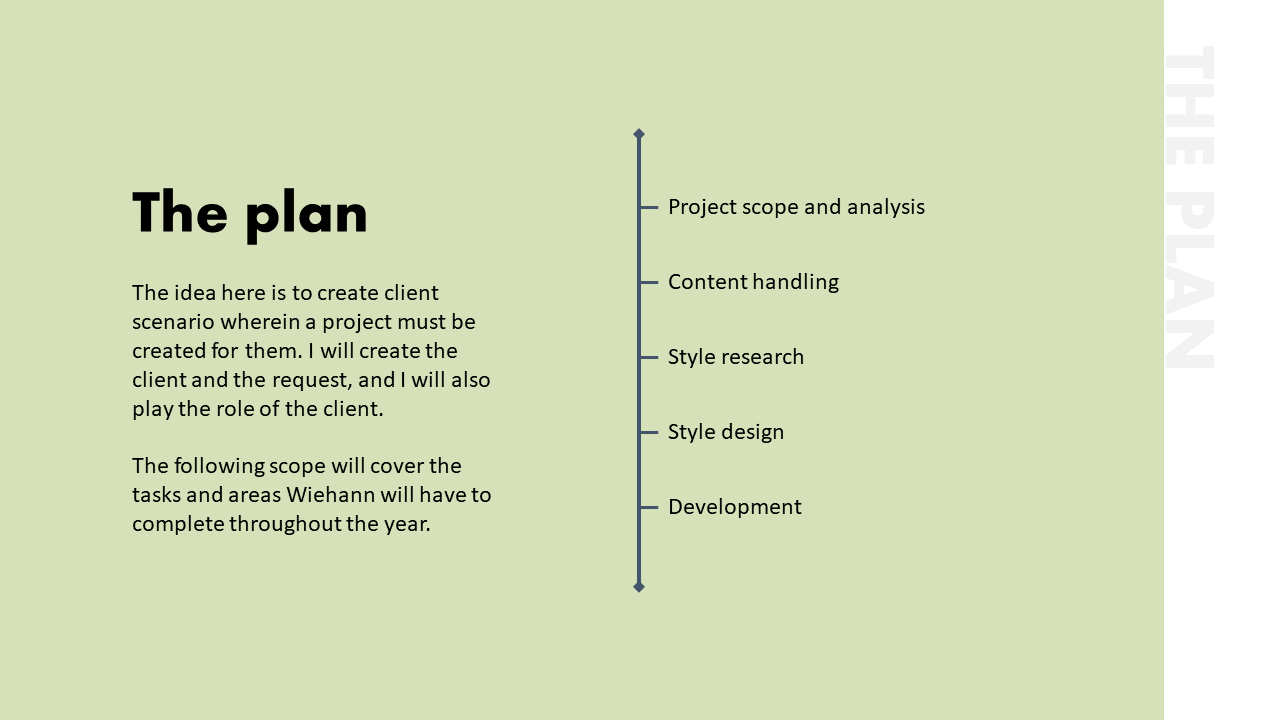 The plan
The idea here is to create client
scenario wherein a project must be
created for them. I will create the
client and the request, and I will also
play the role of the client.
The following scope will cover the
tasks and areas Wiehann will have to
complete throughout the year.
Project scope and analysis
Content handling
Style research
Style design
Development
THE PLAN